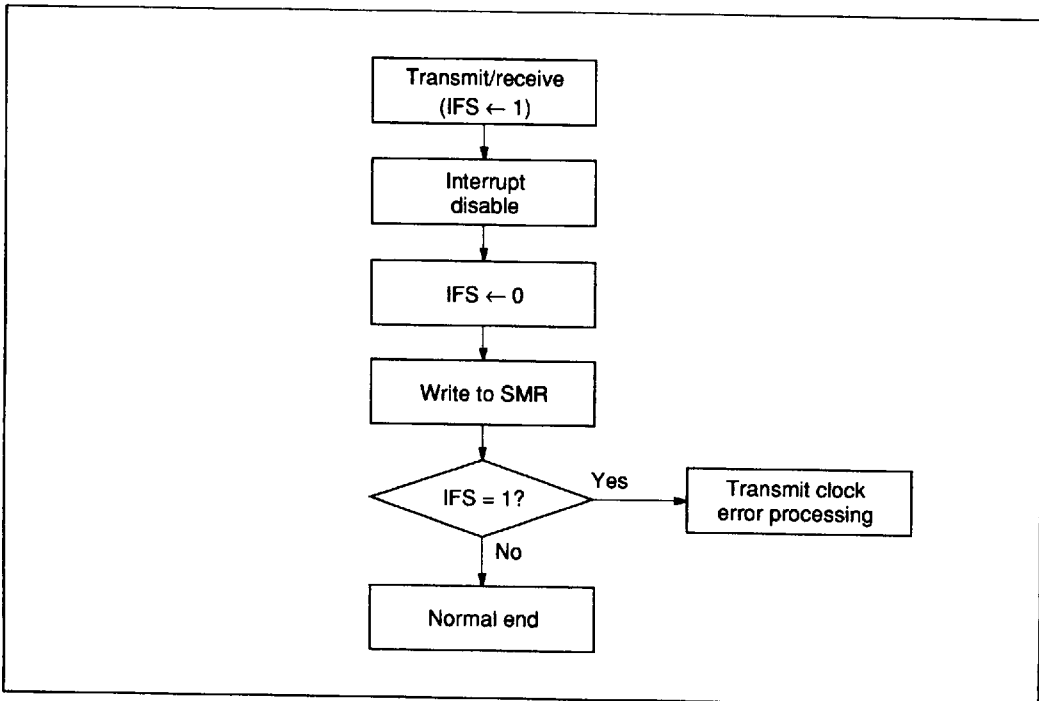 Transmit/receive
(IFS ← 1)
Interrupt
disable
IFS ← 0
Write to SMR
IFS = 1?
Yes
Transmit clock
error processing
No
Normal end